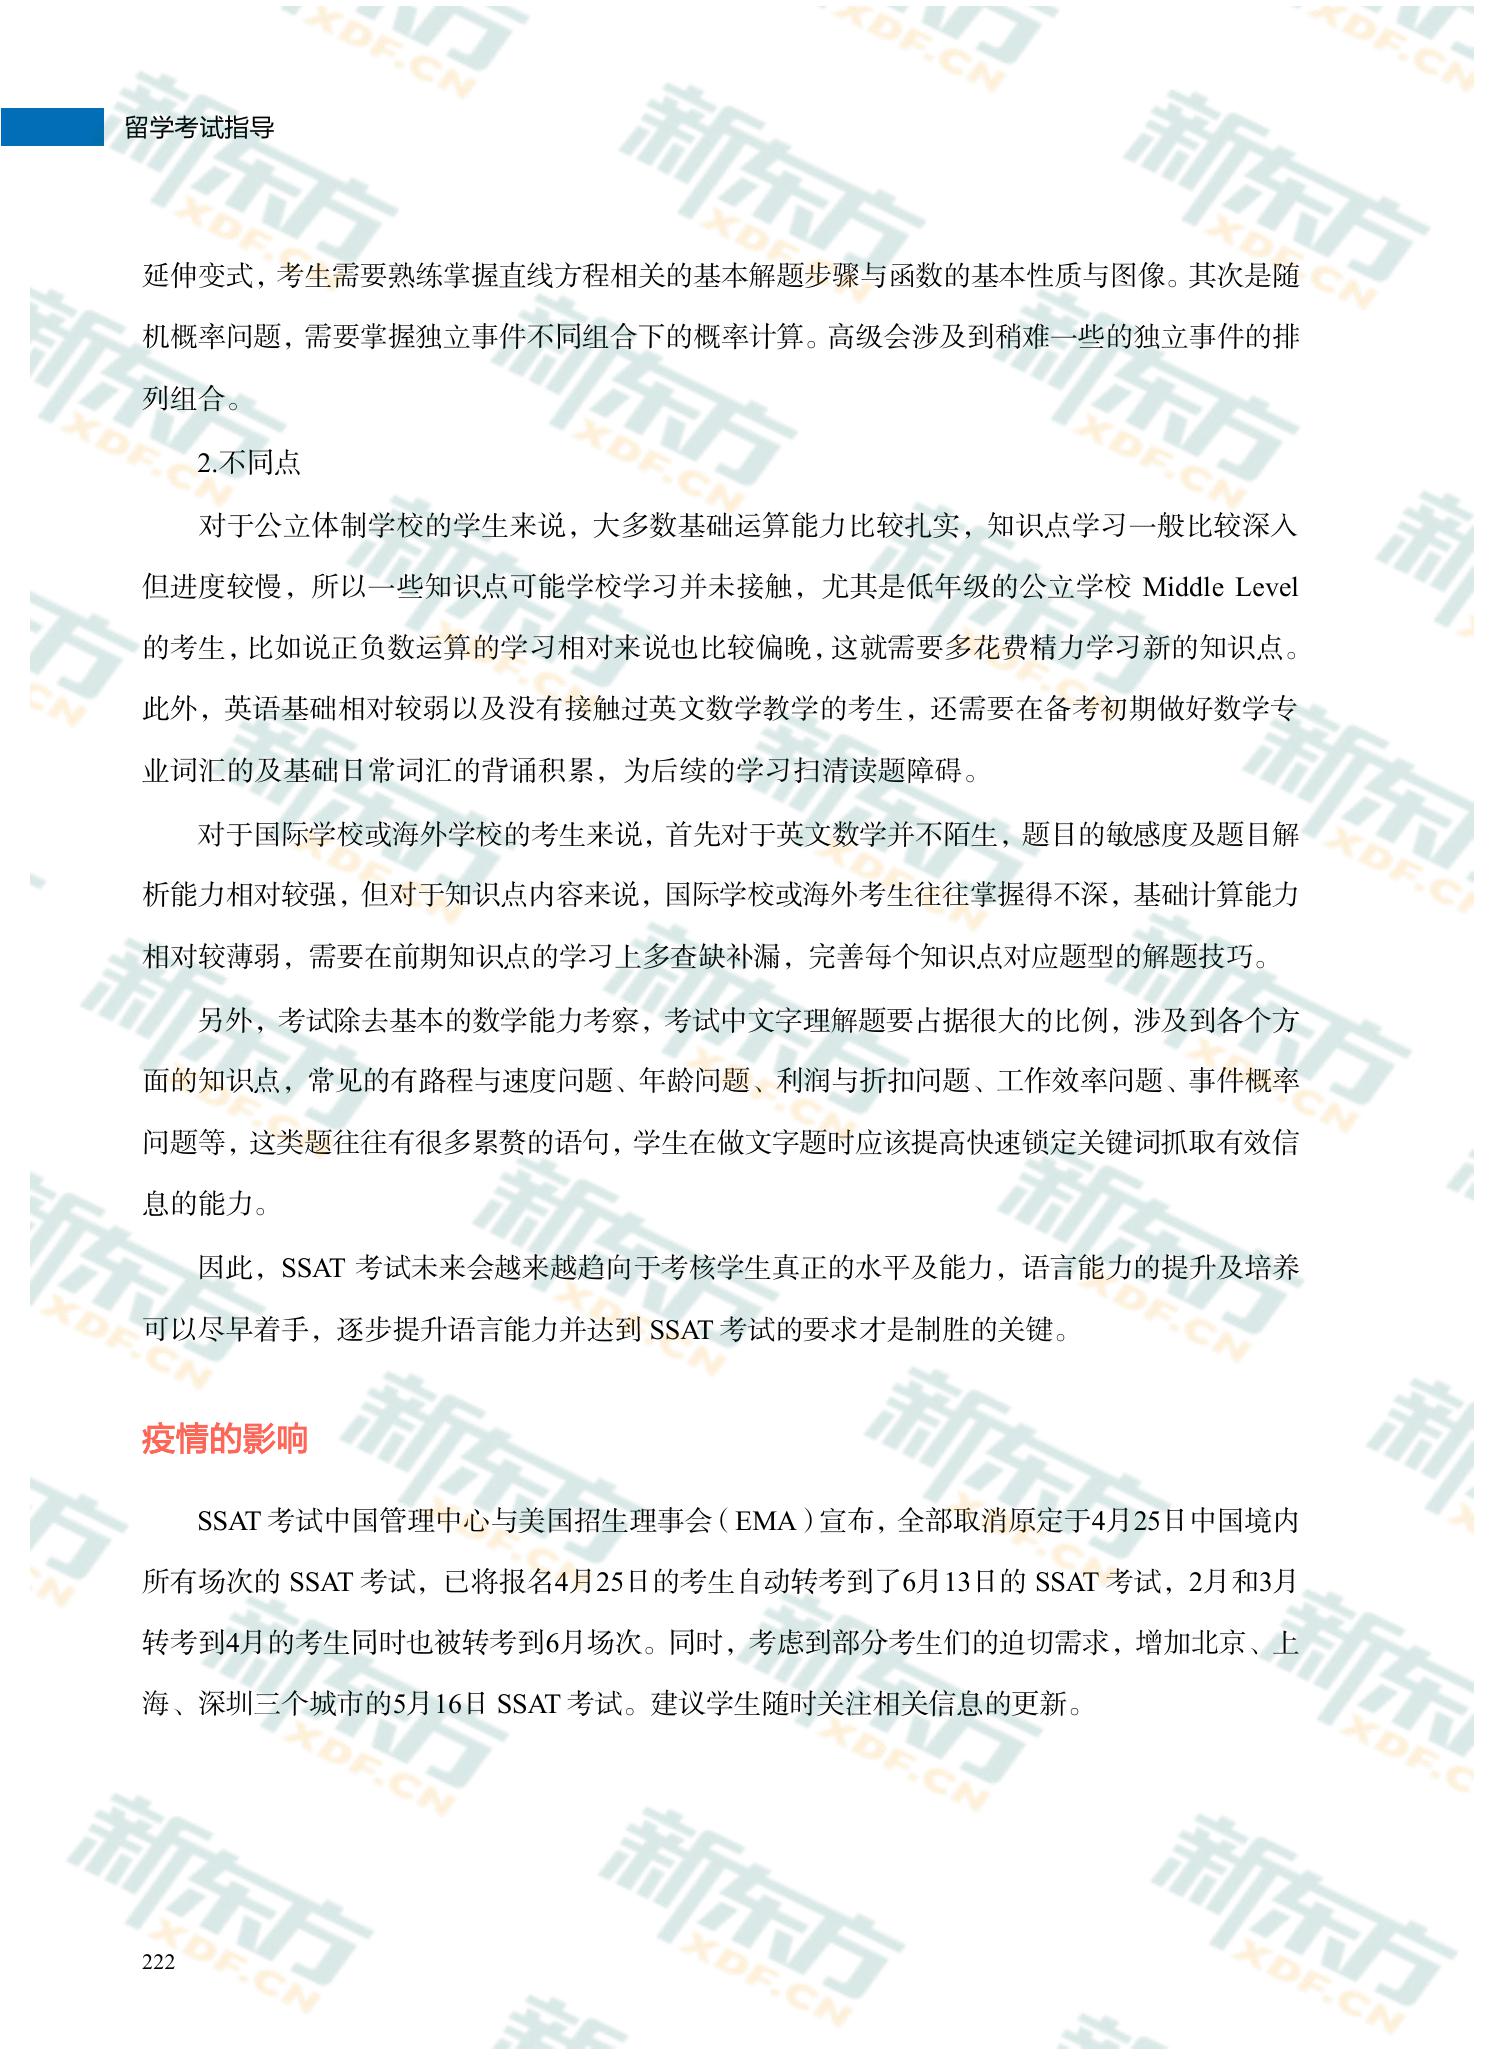 留学考试指导
延伸变式，考生需要熟练掌握直线方程相关的基本解题步骤与函数的基本性质与图像。其次是随
机概率问题，需要掌握独立事件不同组合下的概率计算。高级会涉及到稍难一些的独立事件的排
列组合。
2.不同点
对于公立体制学校的学生来说，大多数基础运算能力比较扎实，知识点学习一般比较深入
但进度较慢，所以一些知识点可能学校学习并未接触，尤其是低年级的公立学校 Middle Level
的考生，比如说正负数运算的学习相对来说也比较偏晚，这就需要多花费精力学习新的知识点。
此外，英语基础相对较弱以及没有接触过英文数学教学的考生，还需要在备考初期做好数学专
业词汇的及基础日常词汇的背诵积累，为后续的学习扫清读题障碍。
对于国际学校或海外学校的考生来说，首先对于英文数学并不陌生，题目的敏感度及题目解
析能力相对较强，但对于知识点内容来说，国际学校或海外考生往往掌握得不深，基础计算能力
相对较薄弱，需要在前期知识点的学习上多查缺补漏，完善每个知识点对应题型的解题技巧。
另外，考试除去基本的数学能力考察，考试中文字理解题要占据很大的比例，涉及到各个方
面的知识点，常见的有路程与速度问题、年龄问题、利润与折扣问题、工作效率问题、事件概率
问题等，这类题往往有很多累赘的语句，学生在做文字题时应该提高快速锁定关键词抓取有效信
息的能力。
因此，SSAT 考试未来会越来越趋向于考核学生真正的水平及能力，语言能力的提升及培养
可以尽早着手，逐步提升语言能力并达到 SSAT 考试的要求才是制胜的关键。
疫情的影响
SSAT 考试中国管理中心与美国招生理事会（EMA）宣布，全部取消原定于4月25日中国境内
所有场次的 SSAT 考试，已将报名4月25日的考生自动转考到了6月13日的 SSAT 考试，2月和3月
转考到4月的考生同时也被转考到6月场次。同时，考虑到部分考生们的迫切需求，增加北京、上
海、深圳三个城市的5月16日 SSAT 考试。建议学生随时关注相关信息的更新。
222
新东方
XDF.CN